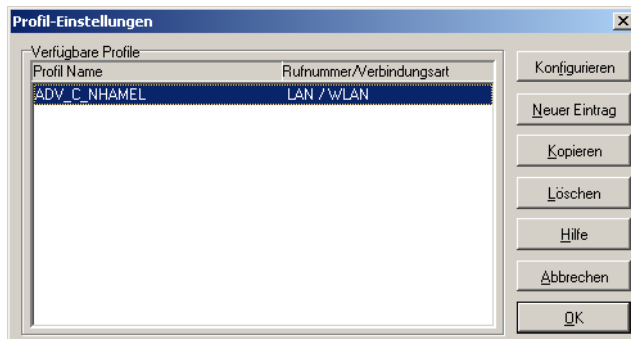 Profil-Einstellungen
Verfügbare Profile
Profil Name Rufnummer/Verbindungsart
ADV_C_NHAMEL LAN / WLAN
Konfigurieren
Neuer Eintrag
Kopieren
Löschen
Hilfe
Abbrechen
OK